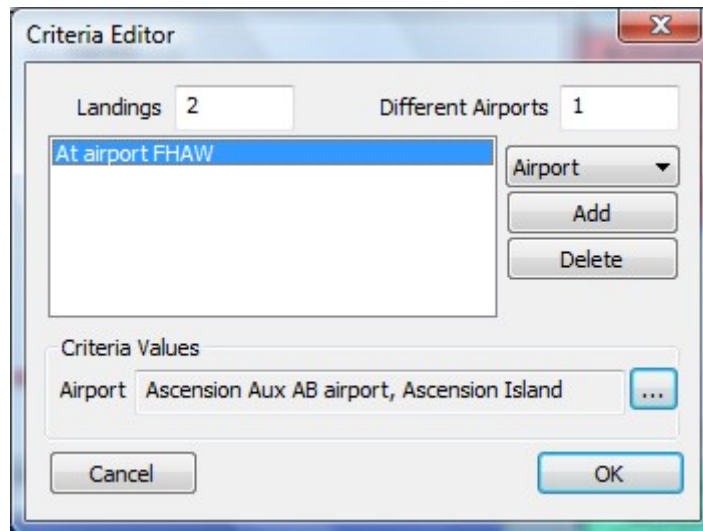 Criteria Editor
Landings 2 Different Airports 1
At airport FHAW
Airport
Add
Delete
Criteria Values
Airport Ascension Aux AB airport, Ascension Island ...
Cancel OK